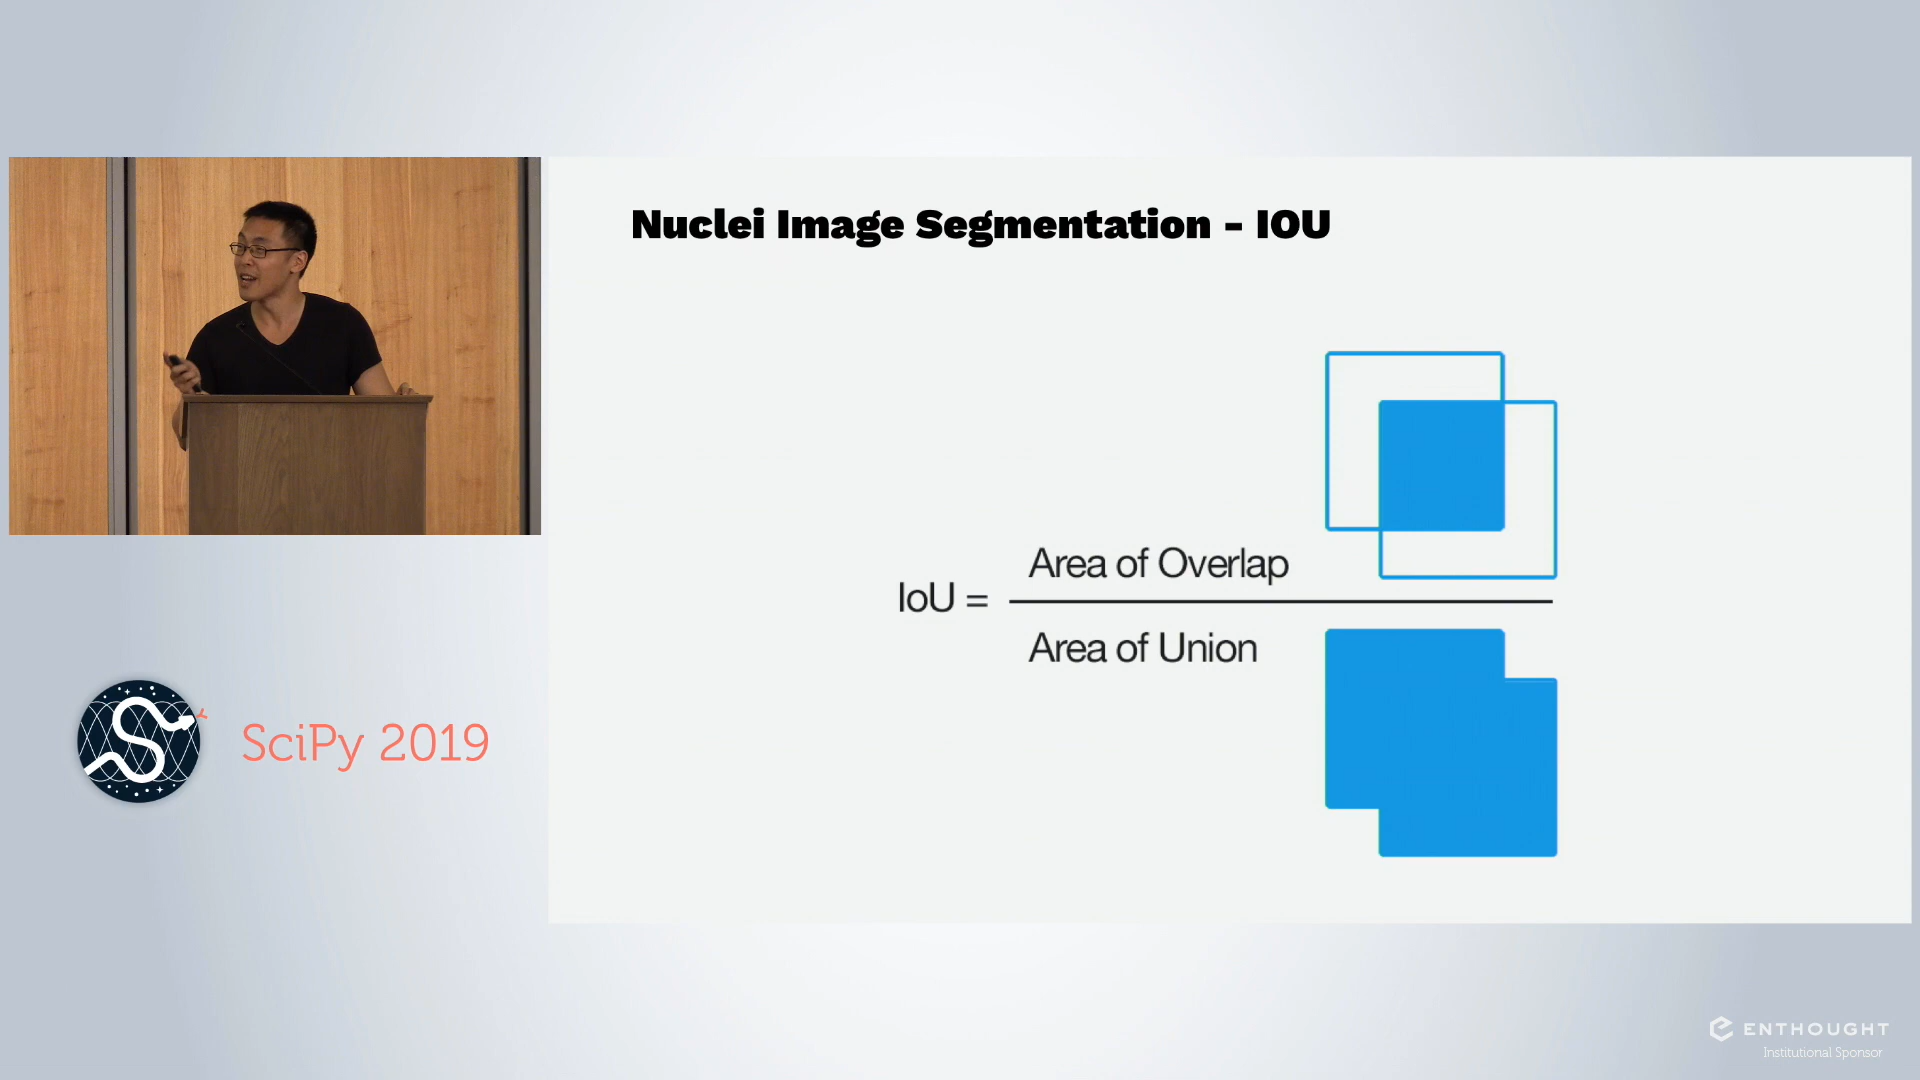 Nuclei Image Segmentation - IOU
IoU =
Area of Overlap
Area of Union
SciPy 2019
ENTHOUGHT
Institutional Sponsor